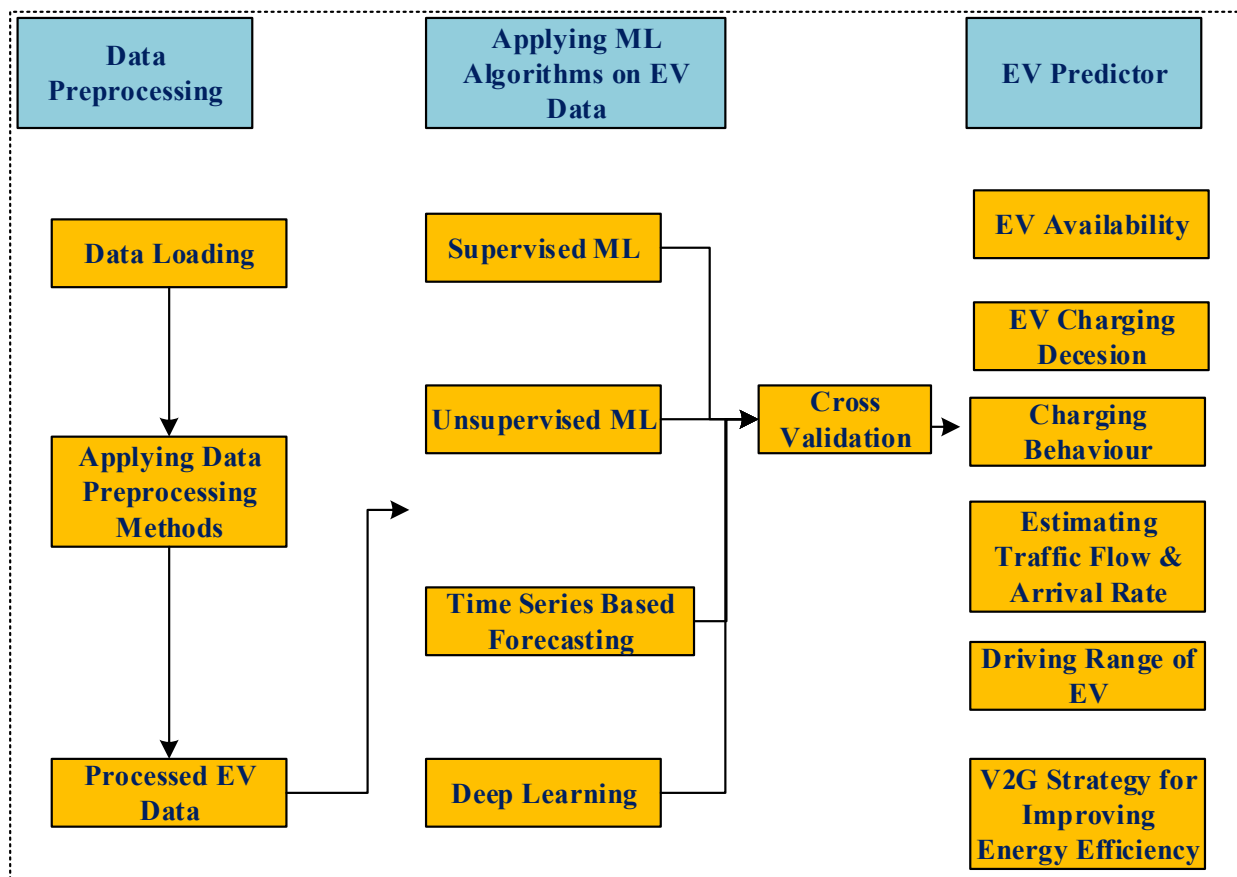 Data
Preprocessing
Applying ML
Algorithms on EV
Data
EV Predictor
Data Loading
Applying Data
Preprocessing
Methods
Processed EV
Data
Supervised ML
Unsupervised ML
Time Series Based
Forecasting
Deep Learning
Cross
Validation
EV Availability
EV Charging
Decesion
Charging
Behaviour
Estimating
Traffic Flow &
Arrival Rate
Driving Range of
EV
V2G Strategy for
Improving
Energy Efficiency